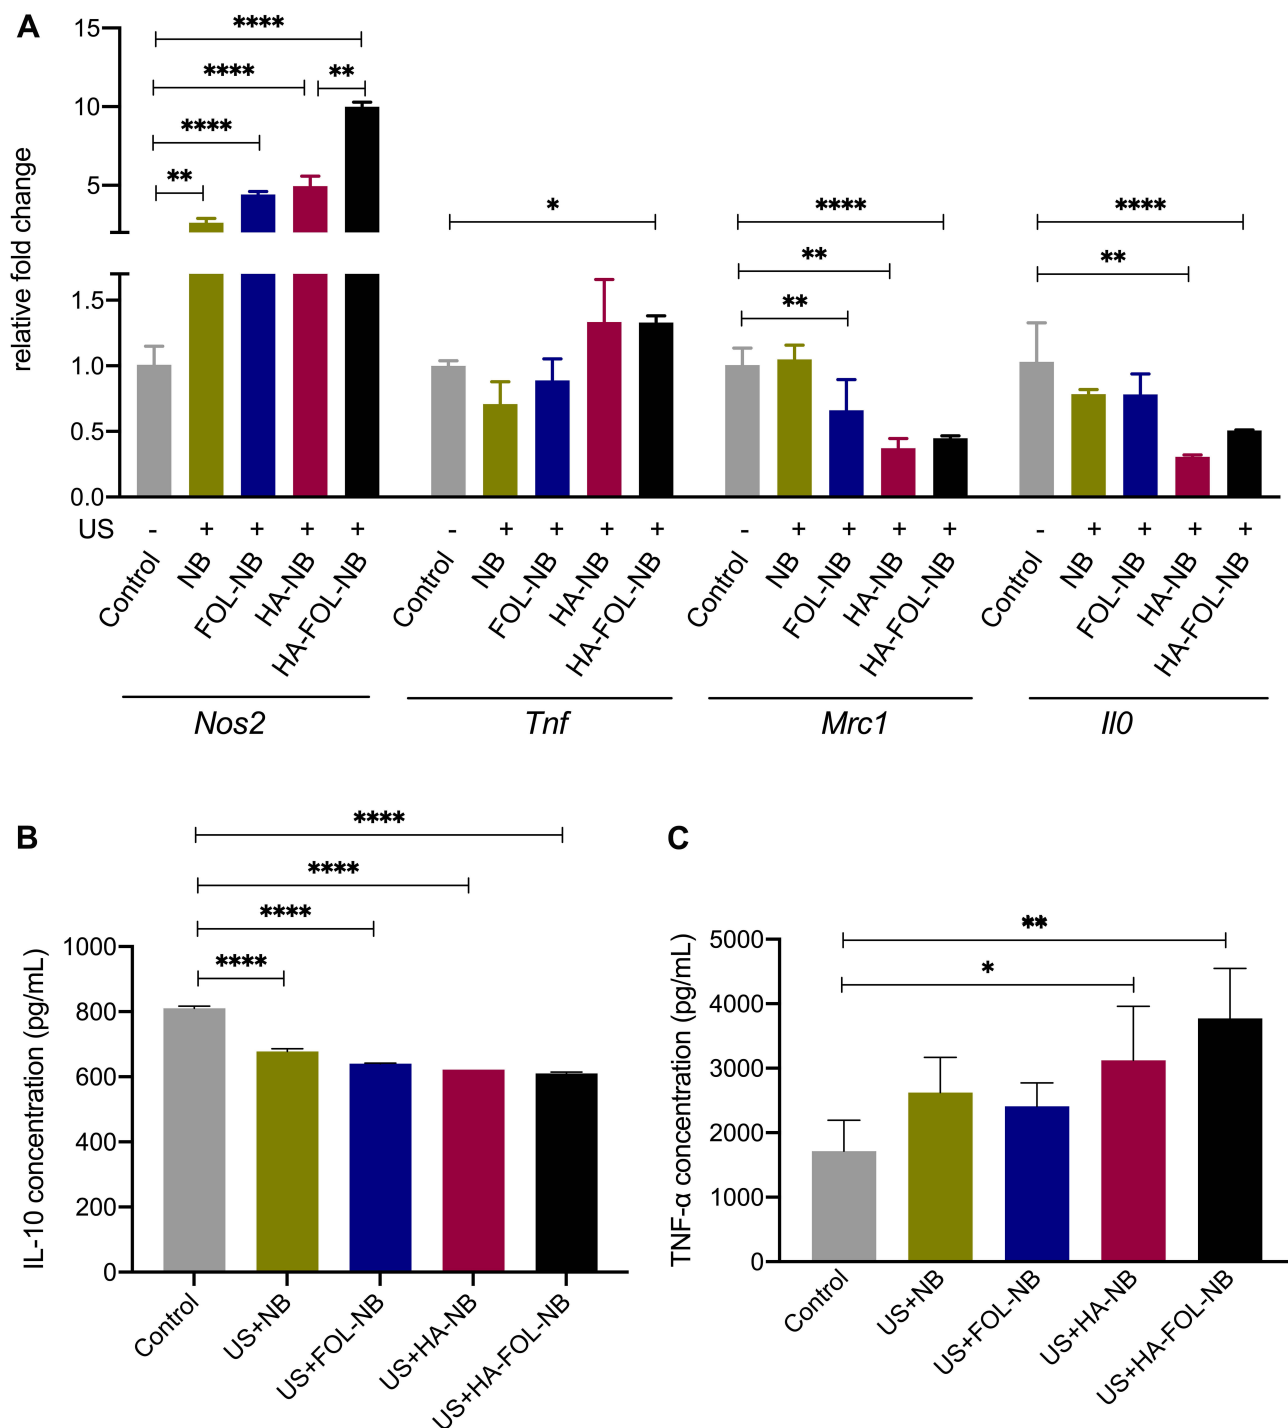 A
relative fold change
15
10
5
1.5
1.0
0.5
0.0
**** **** ** **** **
*
**** ** **
**** **
US - + + + + - + + + + - + + + + - + + + +
Control NB FOL-NB HA-NB HA-FOL-NB Control NB FOL-NB HA-NB HA-FOL-NB Control NB FOL-NB HA-NB HA-FOL-NB Control NB FOL-NB HA-NB HA-FOL-NB
Nos2 Tnf Mrc1 Il0
B
IL-10 concentration (pg/mL)
1000
800
600
400
200
0
****
****
****
****
Control US+NB US+FOL-NB US+HA-NB US+HA-FOL-NB
C
TNF-α concentration (pg/mL)
5000
4000
3000
2000
1000
0
**
*
Control US+NB US+FOL-NB US+HA-NB US+HA-FOL-NB